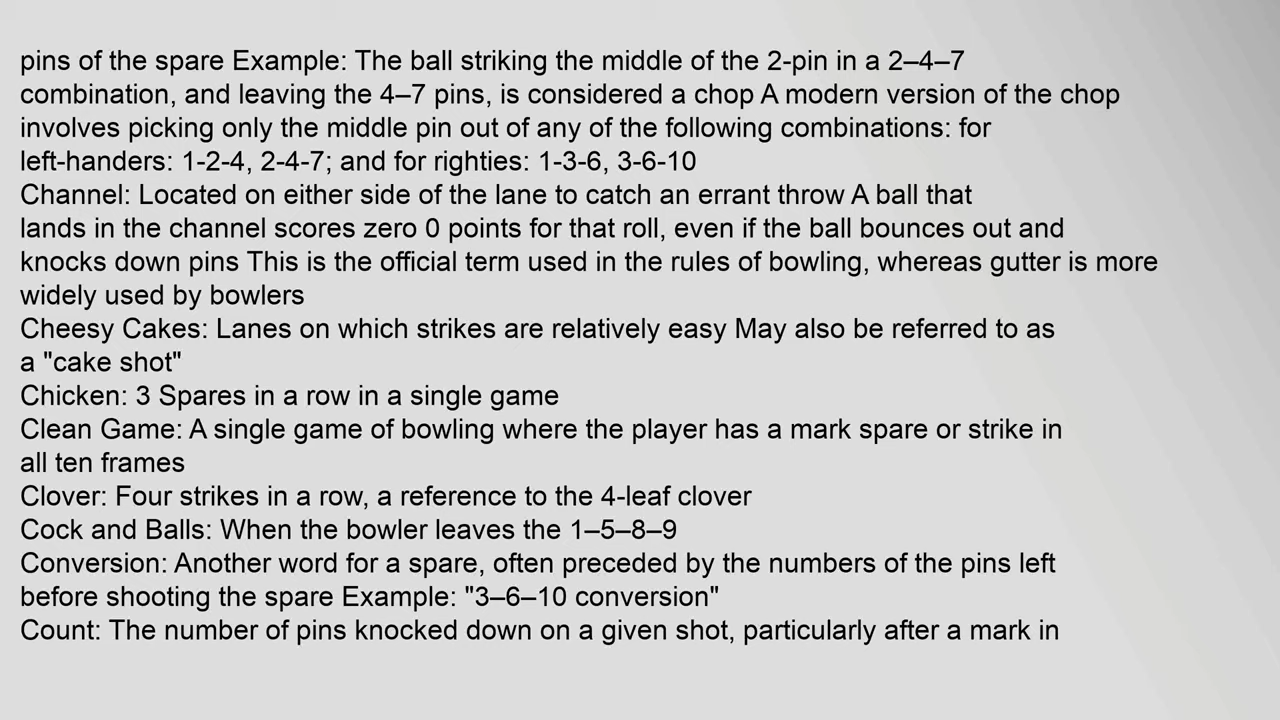 pins of the spare Example: The ball striking the middle of the 2-pin in a 2–4–7
combination, and leaving the 4–7 pins, is considered a chop A modern version of the chop
involves picking only the middle pin out of any of the following combinations: for
left-handers: 1-2-4, 2-4-7; and for righties: 1-3-6, 3-6-10
Channel: Located on either side of the lane to catch an errant throw A ball that
lands in the channel scores zero 0 points for that roll, even if the ball bounces out and
knocks down pins This is the official term used in the rules of bowling, whereas gutter is more
widely used by bowlers
Cheesy Cakes: Lanes on which strikes are relatively easy May also be referred to as
a "cake shot"
Chicken: 3 Spares in a row in a single game
Clean Game: A single game of bowling where the player has a mark spare or strike in
all ten frames
Clover: Four strikes in a row, a reference to the 4-leaf clover
Cock and Balls: When the bowler leaves the 1–5–8–9
Conversion: Another word for a spare, often preceded by the numbers of the pins left
before shooting the spare Example: "3–6–10 conversion"
Count: The number of pins knocked down on a given shot, particularly after a mark in